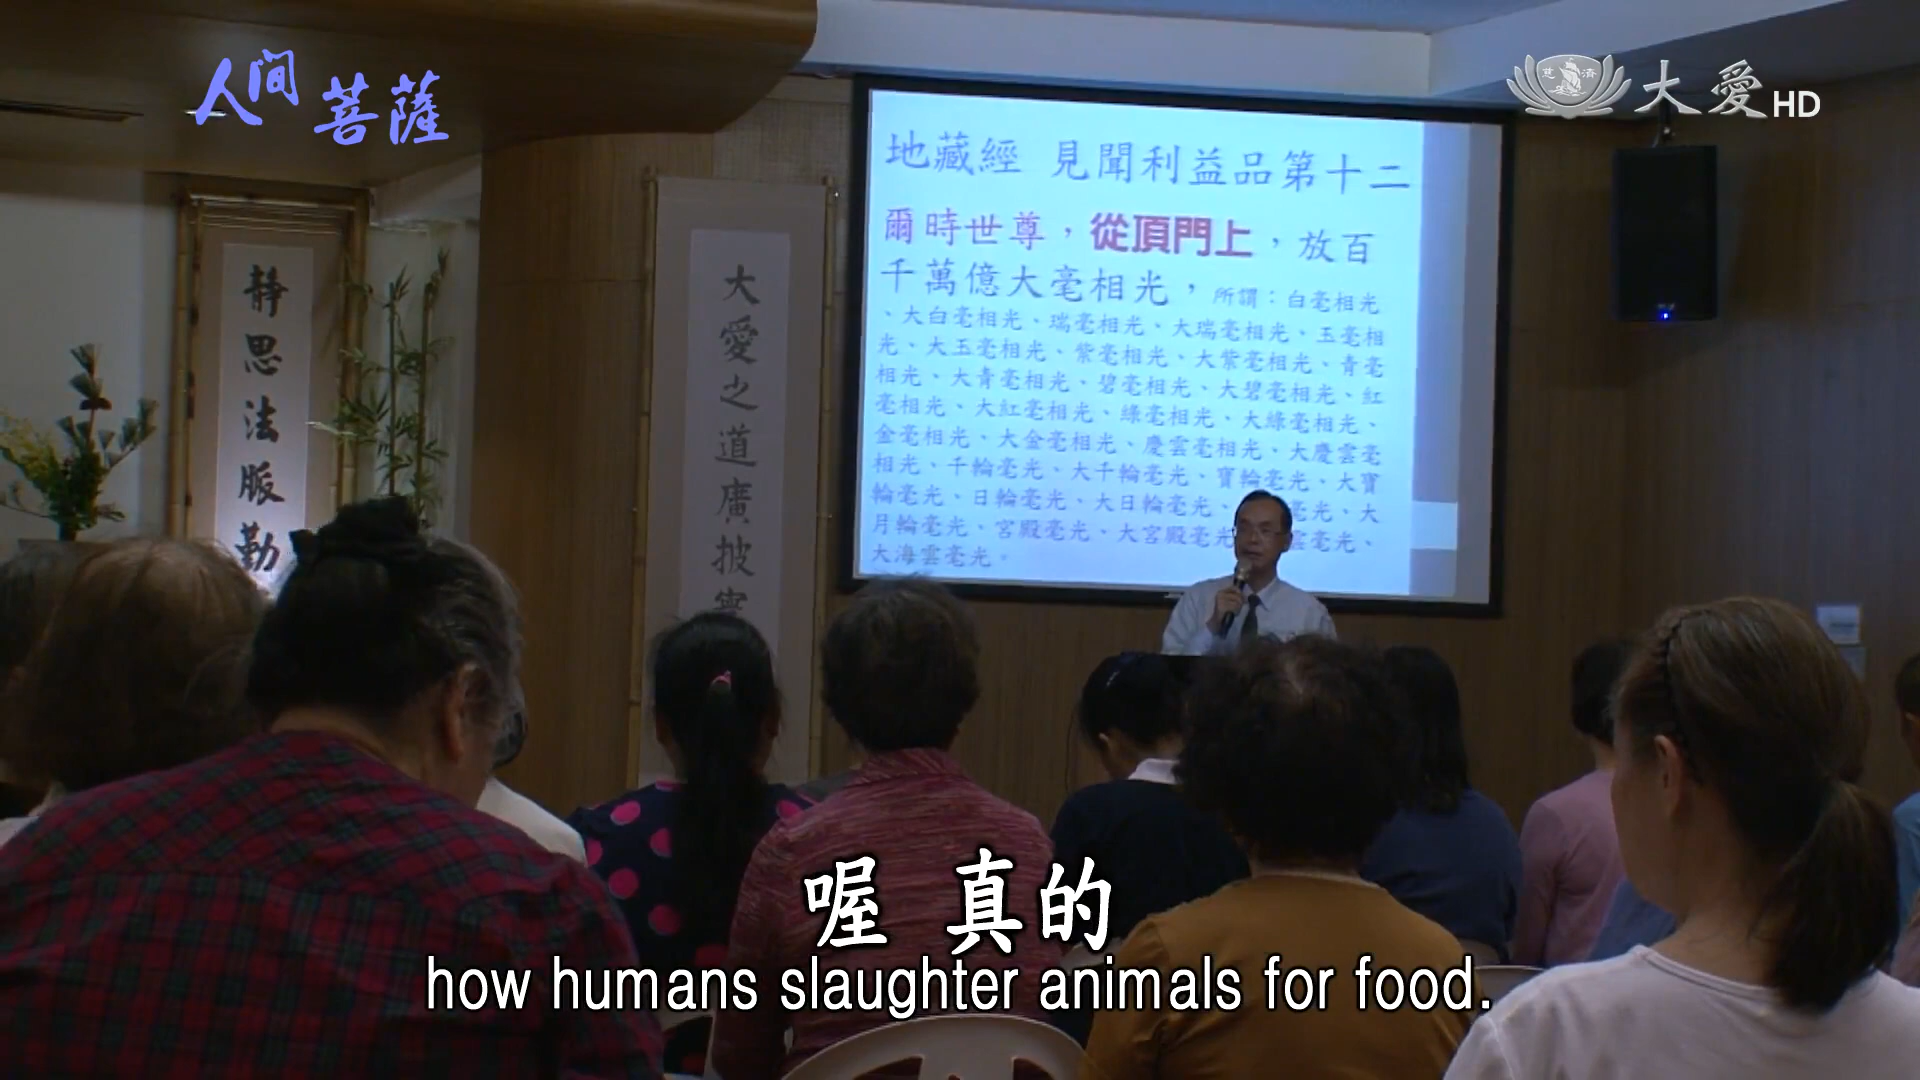 人間菩薩
慈濟
大愛HD
地藏經 見聞利益品第十二
爾時世尊，從頂門上，放百
千萬億大毫相光，所謂：白毫相光
、大白毫相光、瑞毫相光、大瑞毫相光、玉毫相
光、大玉毫相光、紫毫相光、大紫毫相光、青毫
相光、大青毫相光、碧毫相光、大碧毫相光、紅
毫相光、大紅毫相光、綠毫相光、大綠毫相光、
金毫相光、大金毫相光、慶雲毫相光、大慶雲毫
相光、千輪毫光、大千輪毫光、寶輪毫光、大寶
輪毫光、日輪毫光、大日輪毫光、毫光、大
月輪毫光、宮殿毫光、大宮殿毫光雲毫光、
大海雲毫光。
靜思法脈勤
大愛之道廣披寰
喔 真的
how humans slaughter animals for food.